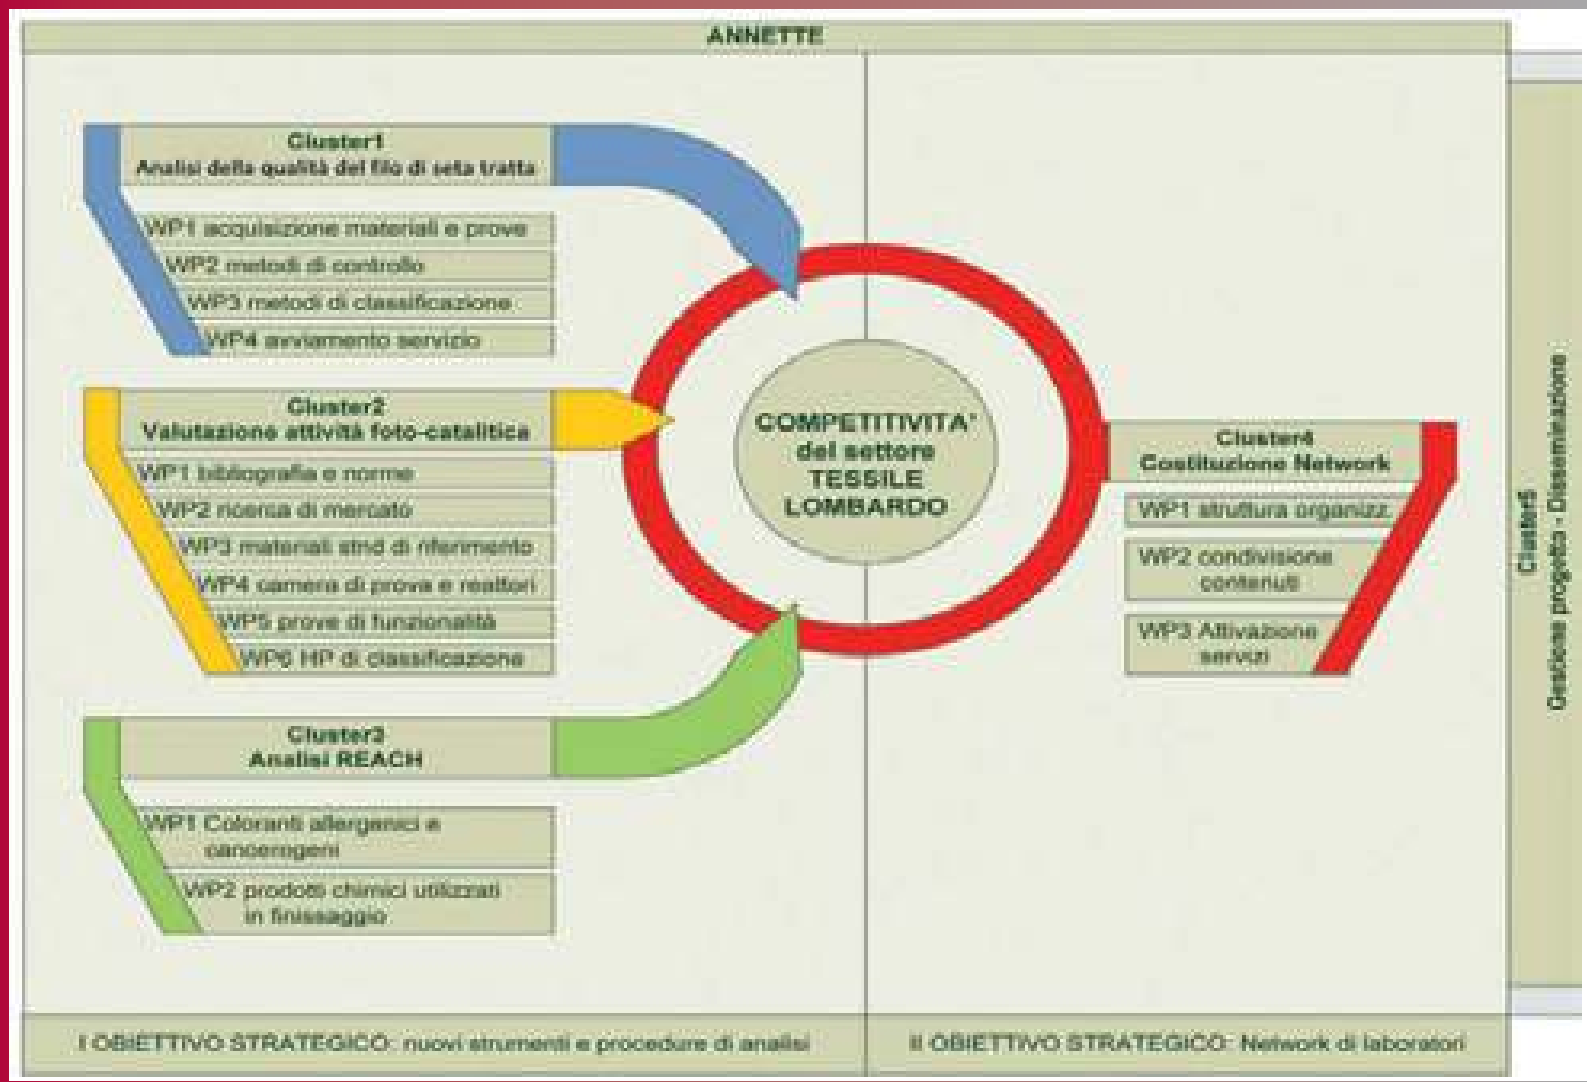 ANNETTE
Cluster1
Analisi della qualità del filo di seta tratta
WP1 acquisizione materiali e prove
WP2 metodi di controllo
WP3 metodi di classificazione
WP4 avviamento servizio
Cluster2
Valutazione attività foto-catalitica
WP1 bibliografia e norme
WP2 ricerca di mercato
WP3 materiali stnd di riferimento
WP4 camera di prova e reattori
WP5 prove di funzionalità
WP6 HP di classificazione
Cluster3
Analisi REACH
WP1 Coloranti allergenici e
cancerogeni
WP2 prodotti chimici utilizzati
in finissaggio
COMPETITIVITA'
del settore
TESSILE
LOMBARDO
Cluster4
Costituzione Network
WP1 struttura organizz.
WP2 condivisione
contenuti
WP3 Attivazione
servizi
Cluster5
Gestione progetto - Disseminazione
I OBIETTIVO STRATEGICO: nuovi strumenti e procedure di analisi
II OBIETTIVO STRATEGICO: Network di laboratori